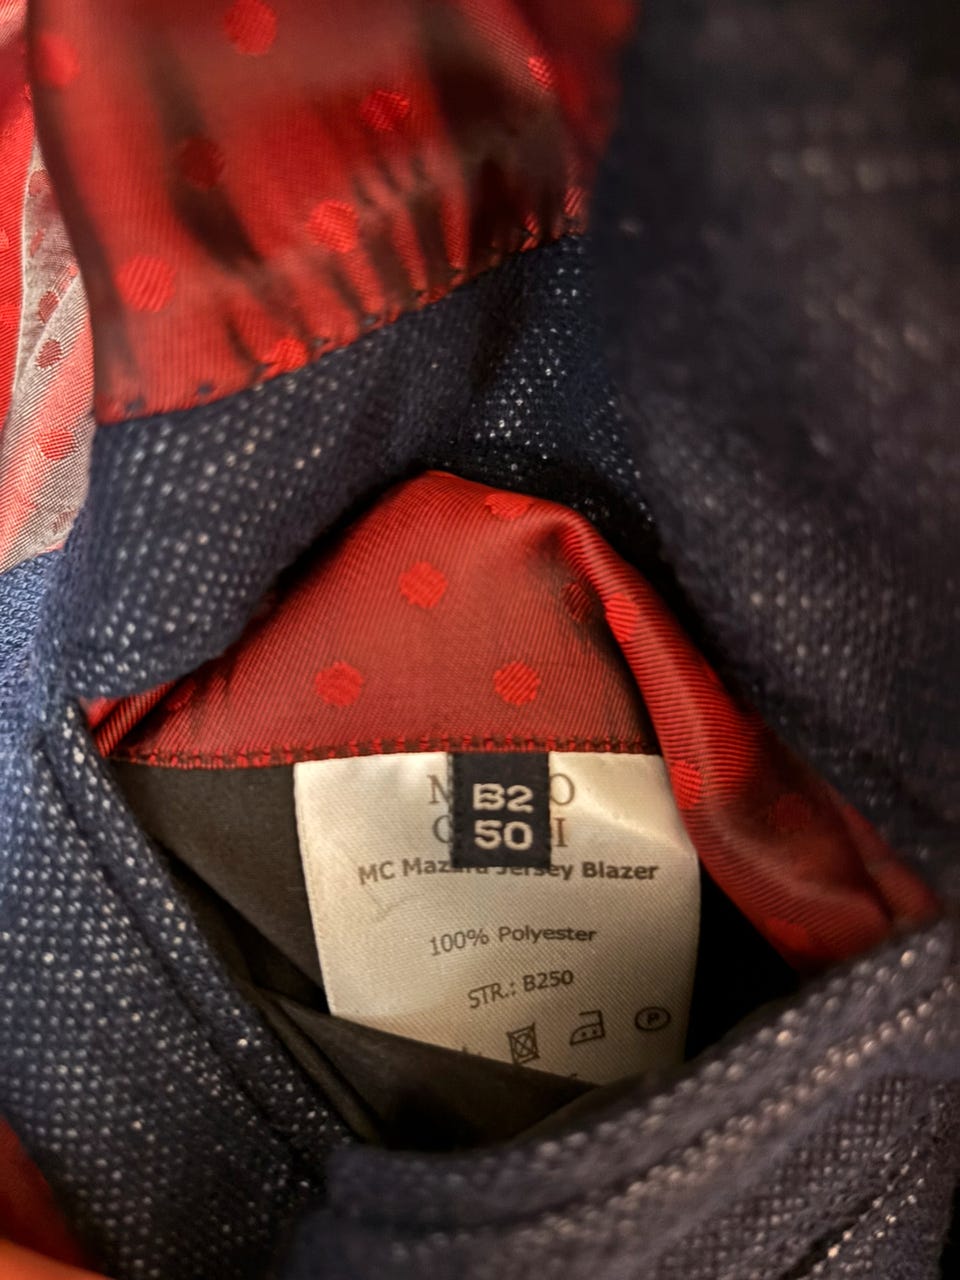 B2
50
MC Jersey Blazer
100% Polyester
STR.: B250
P